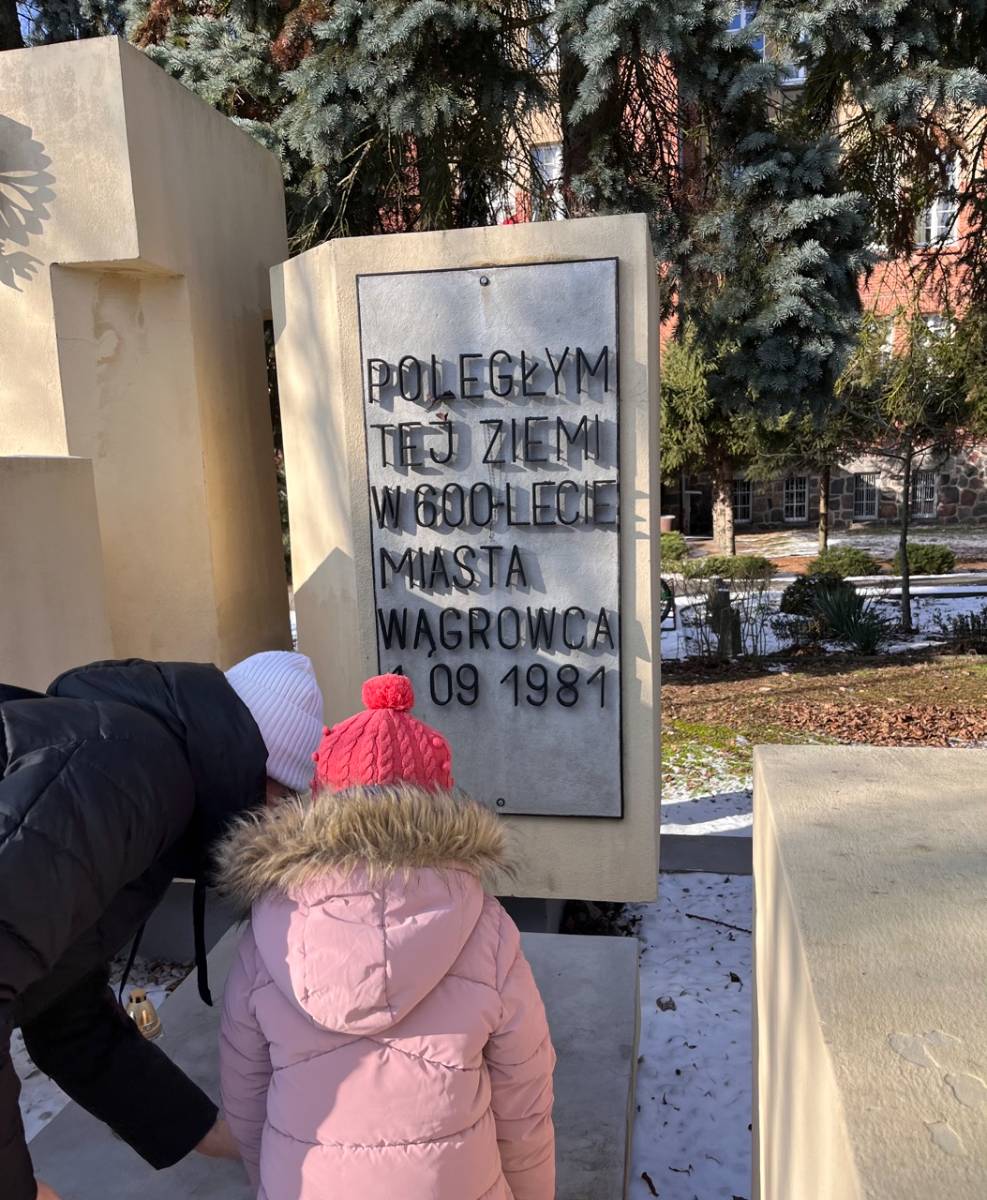 POLEGŁYM
TEJ ZIEMI
W 600-LECIE
MIASTA
WĄGROWCA
1 09 1981